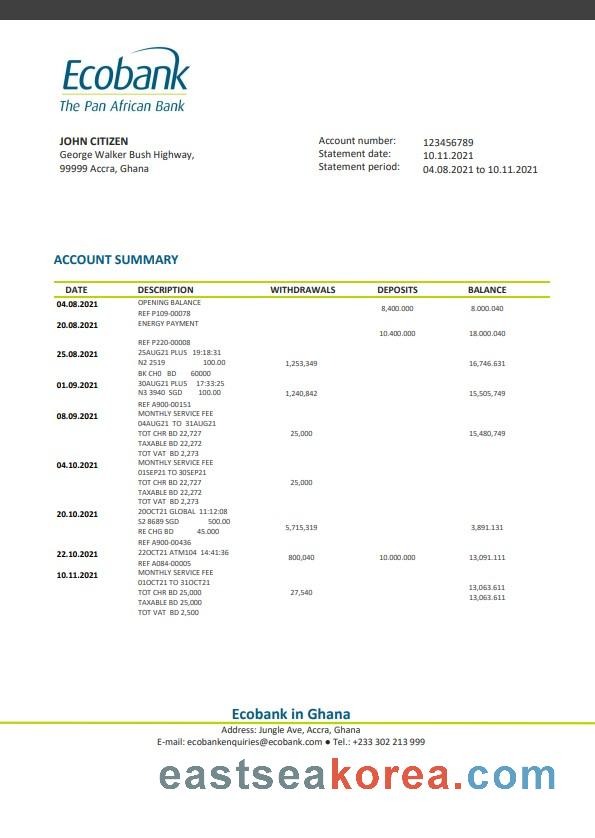 Ecobank
The Pan African Bank
JOHN CITIZEN
George Walker Bush Highway,
99999 Accra, Ghana
Account number: 123456789
Statement date: 10.11.2021
Statement period: 04.08.2021 to 10.11.2021
ACCOUNT SUMMARY
DATE DESCRIPTION WITHDRAWALS DEPOSITS BALANCE
04.08.2021 OPENING BALANCE
8,400.000 8.000.040
REF P109-00078
20.08.2021 ENERGY PAYMENT
10.400.000 18.000.040
REF P220-00008
25.08.2021 25AUG21 PLUS 19:18:31
N2 2519 100.00 1,253,349 16,746.631
BK CH0 BD 60000
01.09.2021 30AUG21 PLUS 17:33:25
N3 3940 SGD 100.00 1,240,842 15,505,749
REF A900-00151
08.09.2021 MONTHLY SERVICE FEE
04AUG21 TO 31AUG21
TOT CHR BD 22,727 25,000 15,480,749
TAXABLE BD 22,272
TOT VAT BD 2,273
04.10.2021 MONTHLY SERVICE FEE
01SEP21 TO 30SEP21
TOT CHR BD 22,727 25,000
TAXABLE BD 22,272
TOT VAT BD 2,273
20.10.2021 20OCT21 GLOBAL 11:12:08
S2 8689 SGD 500.00
5,715,319 3,891.131
RE CHG BD 45.000
REF A900-00436
22.10.2021 22OCT21 ATM104 14:41:36
800,040 10.000.000 13,091.111
REF A084-00005
10.11.2021 MONTHLY SERVICE FEE
01OCT21 TO 31OCT21
13,063.611
TOT CHR BD 25,000 27,540
13,063.611
TAXABLE BD 25,000
TOT VAT BD 2,500
Ecobank in Ghana
Address: Jungle Ave, Accra, Ghana
E-mail: ecobankenquiries@ecobank.com ● Tel.: +233 302 213 999
eastseakorea.com